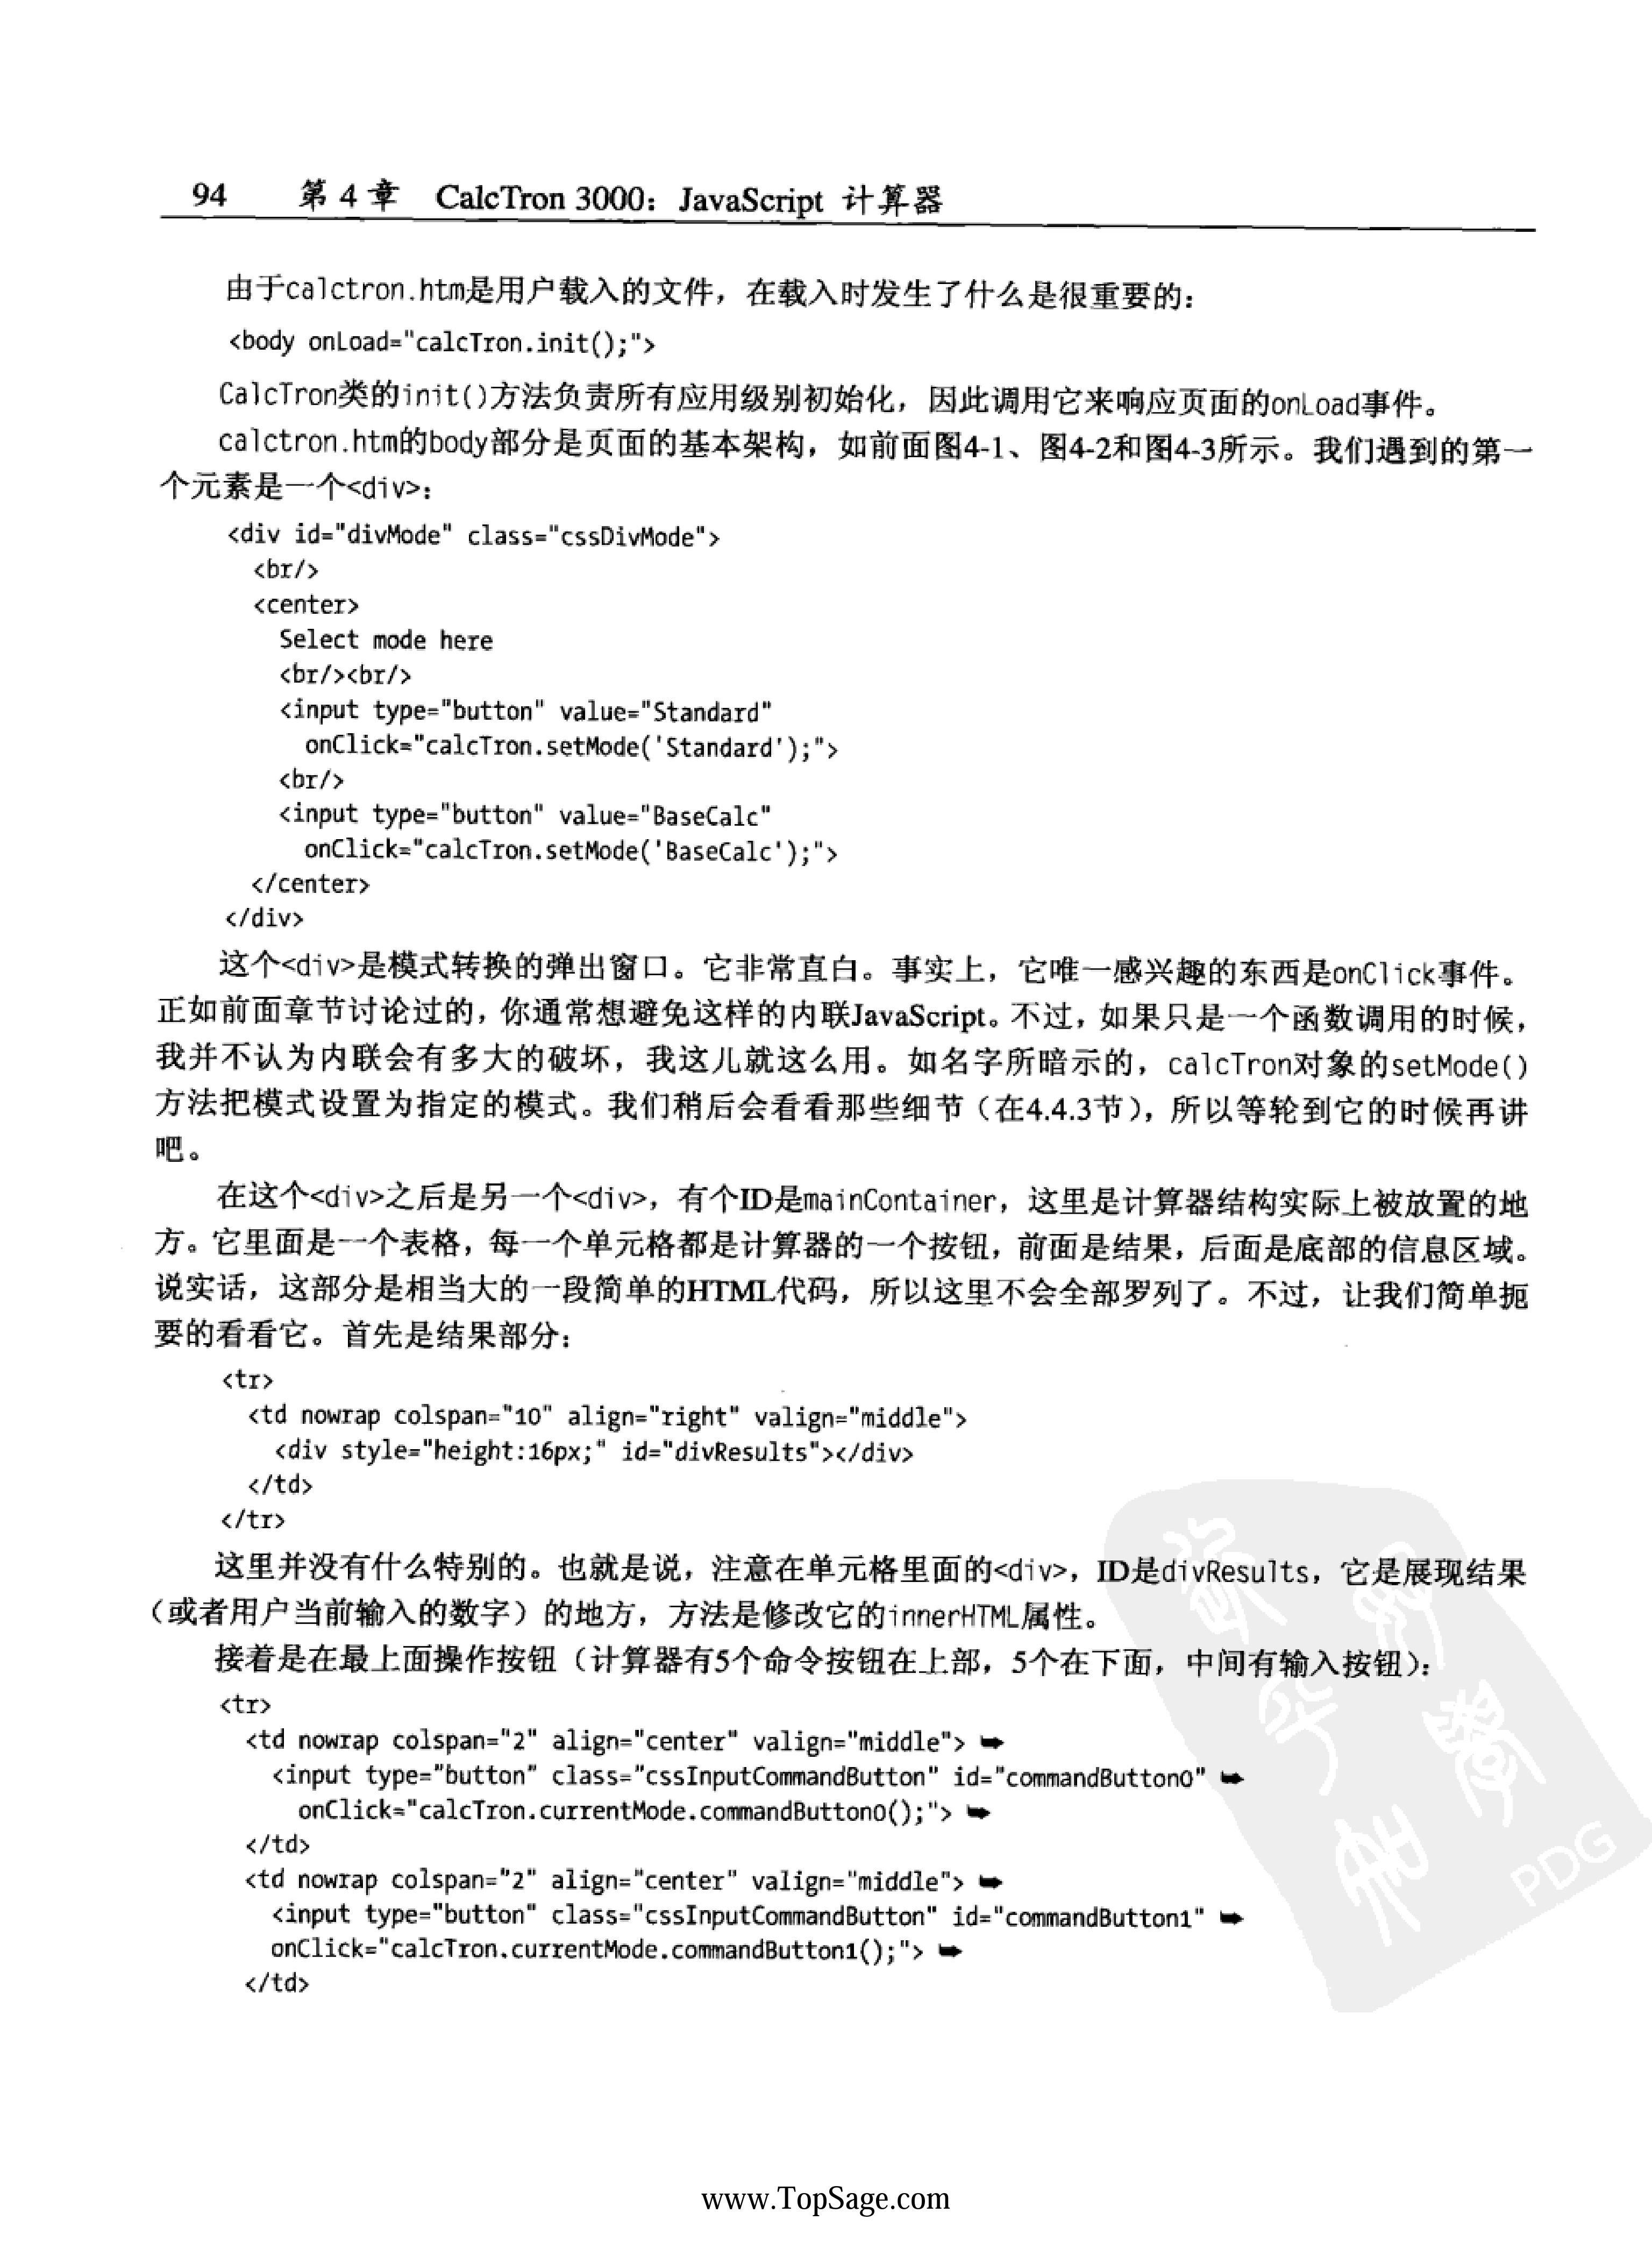 94 第 4 章 CalcTron 3000：JavaScript 计算器
由于calctron.htm是用户载入的文件，在载入时发生了什么是很重要的：
<body onLoad="calcTron.init();">
CalcTron类的init()方法负责所有应用级别初始化，因此调用它来响应页面的onLoad事件。
calctron.htm的body部分是页面的基本架构，如前面图4-1、图4-2和图4-3所示。我们遇到的第一
个元素是一个<div>：
<div id="divMode" class="cssDivMode">
<br/>
<center>
Select mode here
<br/><br/>
<input type="button" value="Standard"
onClick="calcTron.setMode('Standard');">
<br/>
<input type="button" value="BaseCalc"
onClick="calcTron.setMode('BaseCalc');">
</center>
</div>
这个<div>是模式转换的弹出窗口。它非常直白。事实上，它唯一感兴趣的东西是onClick事件。
正如前面章节讨论过的，你通常想避免这样的内联JavaScript。不过，如果只是一个函数调用的时候，
我并不认为内联会有多大的破坏，我这儿就这么用。如名字所暗示的，calcTron对象的setMode()
方法把模式设置为指定的模式。我们稍后会看看那些细节（在4.4.3节），所以等轮到它的时候再讲
吧。
在这个<div>之后是另一个<div>，有个ID是mainContainer，这里是计算器结构实际上被放置的地
方。它里面是一个表格，每一个单元格都是计算器的一个按钮，前面是结果，后面是底部的信息区域。
说实话，这部分是相当大的一段简单的HTML代码，所以这里不会全部罗列了。不过，让我们简单扼
要的看看它。首先是结果部分：
<tr>
<td nowrap colspan="10" align="right" valign="middle">
<div style="height:16px;" id="divResults"></div>
</td>
</tr>
这里并没有什么特别的。也就是说，注意在单元格里面的<div>，ID是divResults，它是展现结果
（或者用户当前输入的数字）的地方，方法是修改它的innerHTML属性。
接着是在最上面操作按钮（计算器有5个命令按钮在上部，5个在下面，中间有输入按钮）：
<tr>
<td nowrap colspan="2" align="center" valign="middle"> ➥
<input type="button" class="cssInputCommandButton" id="commandButton0" ➥
onClick="calcTron.currentMode.commandButton0();"> ➥
</td>
<td nowrap colspan="2" align="center" valign="middle"> ➥
<input type="button" class="cssInputCommandButton" id="commandButton1" ➥
onClick="calcTron.currentMode.commandButton1();"> ➥
</td>
PDG
www.TopSage.com